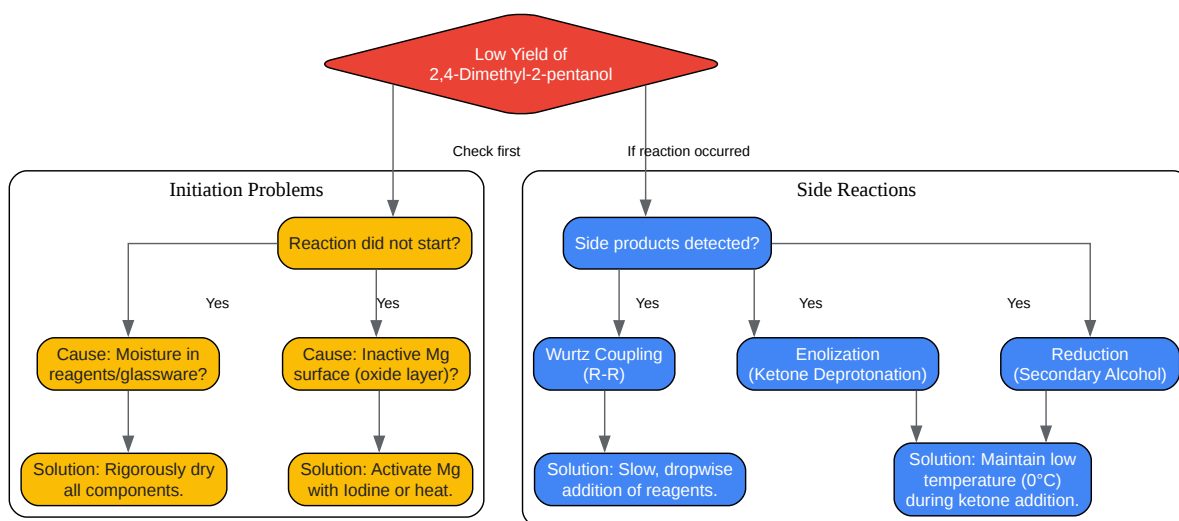 Low Yield of
2,4-Dimethyl-2-pentanol
Check first
If reaction occurred
Initiation Problems
Side Reactions
Reaction did not start?
Side products detected?
Yes
Yes
Yes
Yes
Yes
Cause: Moisture in
reagents/glassware?
Cause: Inactive Mg
surface (oxide layer)?
Wurtz Coupling
(R-R)
Enolization
(Ketone Deprotonation)
Reduction
(Secondary Alcohol)
Solution: Rigorously dry
all components.
Solution: Activate Mg
with Iodine or heat.
Solution: Slow, dropwise
addition of reagents.
Solution: Maintain low
temperature (0°C)
during ketone addition.